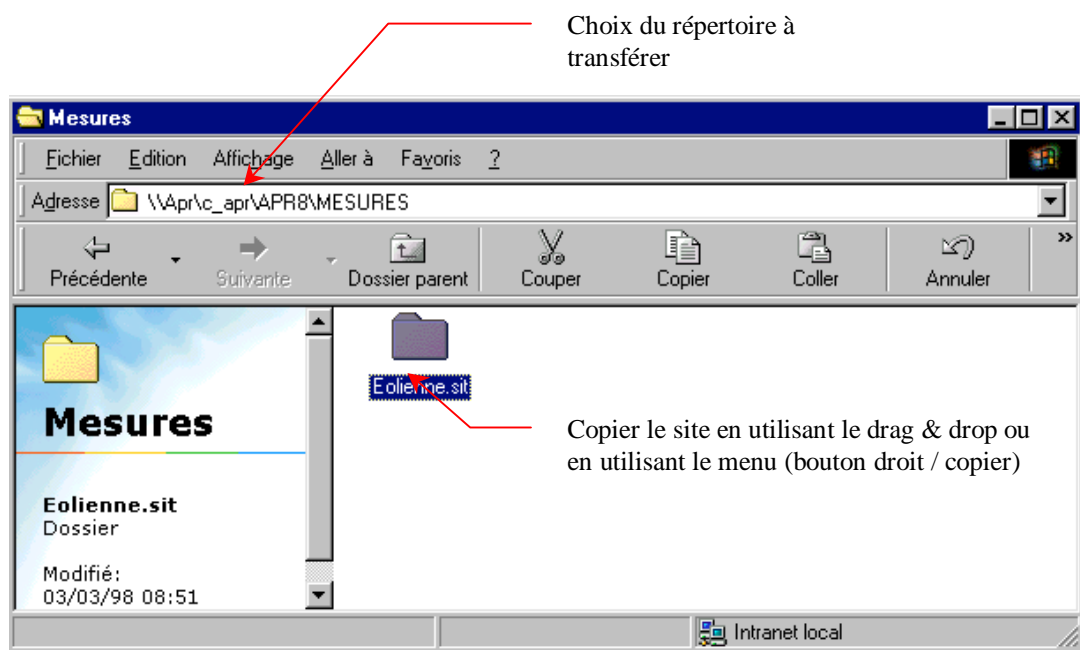 Choix du répertoire à
transférer
Mesures
Fichier Edition Affichage Aller à Favoris ?
Adresse \\Apr\c_apr\APR8\MESURES
Précédente Suivante Dossier parent Couper Copier Coller Annuler »
Eolienne.sit
Mesures
Copier le site en utilisant le drag & drop ou
en utilisant le menu (bouton droit / copier)
Eolienne.sit
Dossier
Modifié:
03/03/98 08:51
Intranet local